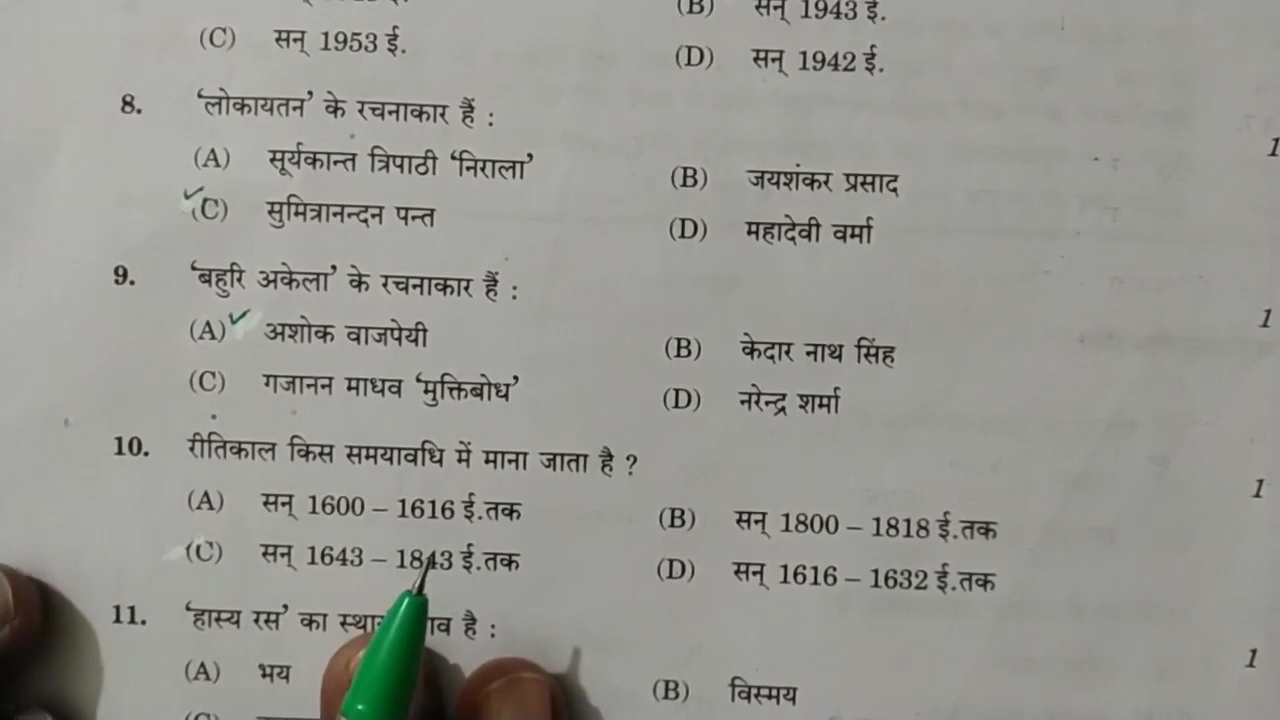 (B) सन् 1943 ई.
(C) सन् 1953 ई.
(D) सन् 1942 ई.
8. 'लोकायतन' के रचनाकार हैं : 1
(A) सूर्यकान्त त्रिपाठी 'निराला' (B) जयशंकर प्रसाद
(C) सुमित्रानन्दन पन्त (D) महादेवी वर्मा
9. 'बहुरि अकेला' के रचनाकार हैं : 1
(A) अशोक वाजपेयी (B) केदार नाथ सिंह
(C) गजानन माधव 'मुक्तिबोध' (D) नरेन्द्र शर्मा
10. रीतिकाल किस समयावधि में माना जाता है ? 1
(A) सन् 1600 – 1616 ई.तक (B) सन् 1800 – 1818 ई.तक
(C) सन् 1643 – 1843 ई.तक (D) सन् 1616 – 1632 ई.तक
11. 'हास्य रस' का है : 1
(A) भय (B) विस्मय